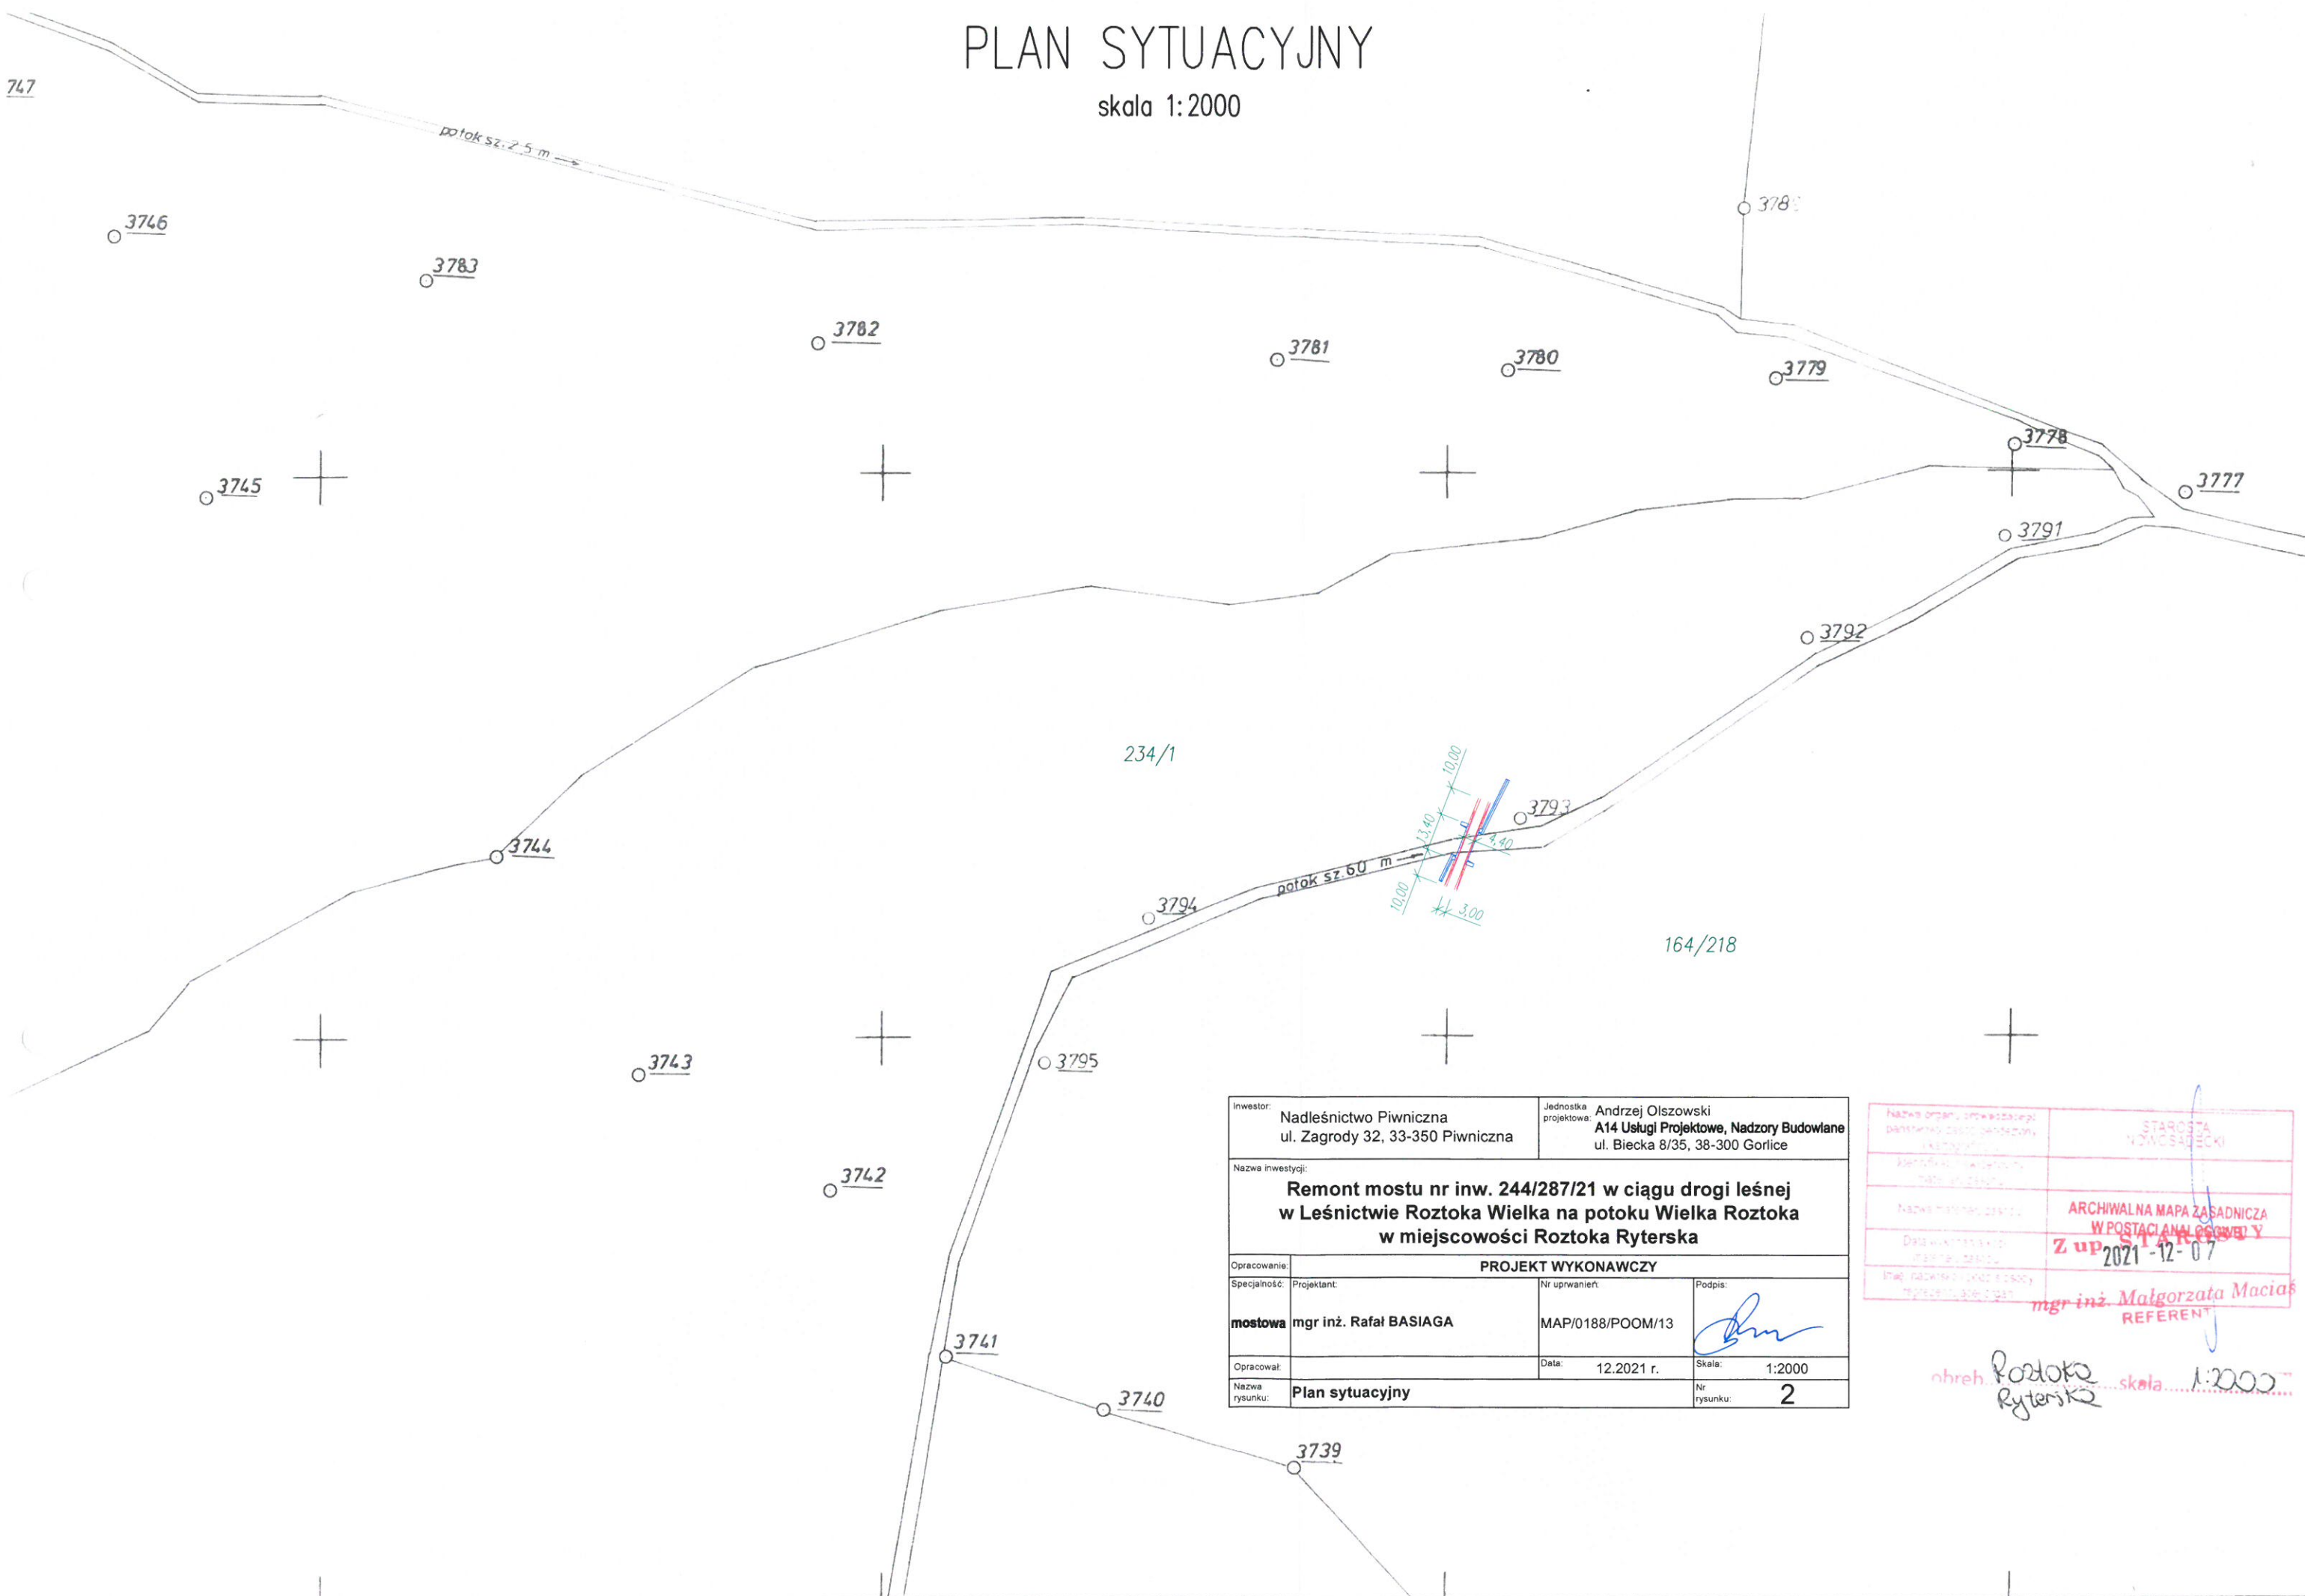 PLAN SYTUACYJNY
skala 1:2000
747
potok sz. 2 5 m
3746
3783
3782
3781
3780
3779
3778
3777
3745
3791
3792
3793
3744
3794
3795
3743
3742
3741
3740
3739
234/1
164/218
10,00
13,40
4,40
10,00
3,00
potok sz. 6,0 m
Inwestor:
Nadleśnictwo Piwniczna
ul. Zagrody 32, 33-350 Piwniczna
Jednostka projektowa:
Andrzej Olszowski
A14 Usługi Projektowe, Nadzory Budowlane
ul. Biecka 8/35, 38-300 Gorlice
Nazwa inwestycji:
Remont mostu nr inw. 244/287/21 w ciągu drogi leśnej
w Leśnictwie Roztoka Wielka na potoku Wielka Roztoka
w miejscowości Roztoka Ryterska
Opracowanie:
PROJEKT WYKONAWCZY
Specjalność:
Projektant:
Nr uprwanień:
Podpis:
mostowa
mgr inż. Rafał BASIAGA
MAP/0188/POOM/13
Opracował:
Data:
12.2021 r.
Skala:
1:2000
Nazwa rysunku:
Plan sytuacyjny
Nr rysunku:
2
STAROSTA
NOWOSĄDECKI
ARCHIWALNA MAPA ZASADNICZA
W POSTACI ANALOGOWEJ
Z up. STAROSTY
2021 -12- 07
mgr inż. Małgorzata Maciaś
REFERENT
obręb Roztoka
Ryterska
skala 1:2000